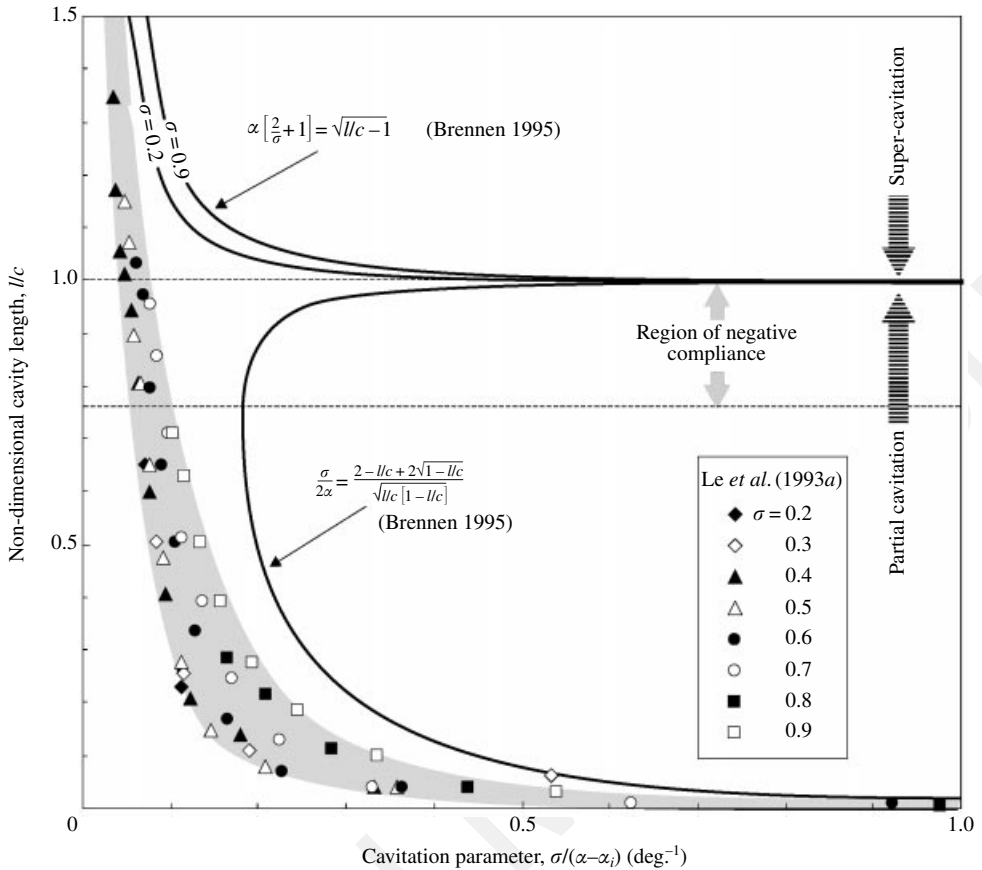 1.5
1.0
0.5
0
0.5
1.0
Non-dimensional cavity length, l/c
Cavitation parameter, σ/(α–α_i) (deg.⁻¹)
σ = 0.2
σ = 0.9
α [2/σ + 1] = √(l/c – 1) (Brennen 1995)
Super-cavitation
Region of negative
compliance
Partial cavitation
σ/2α = (2 – l/c + 2√(1 – l/c))/√(l/c [1 – l/c])
(Brennen 1995)
Le et al. (1993a)
σ = 0.2
0.3
0.4
0.5
0.6
0.7
0.8
0.9